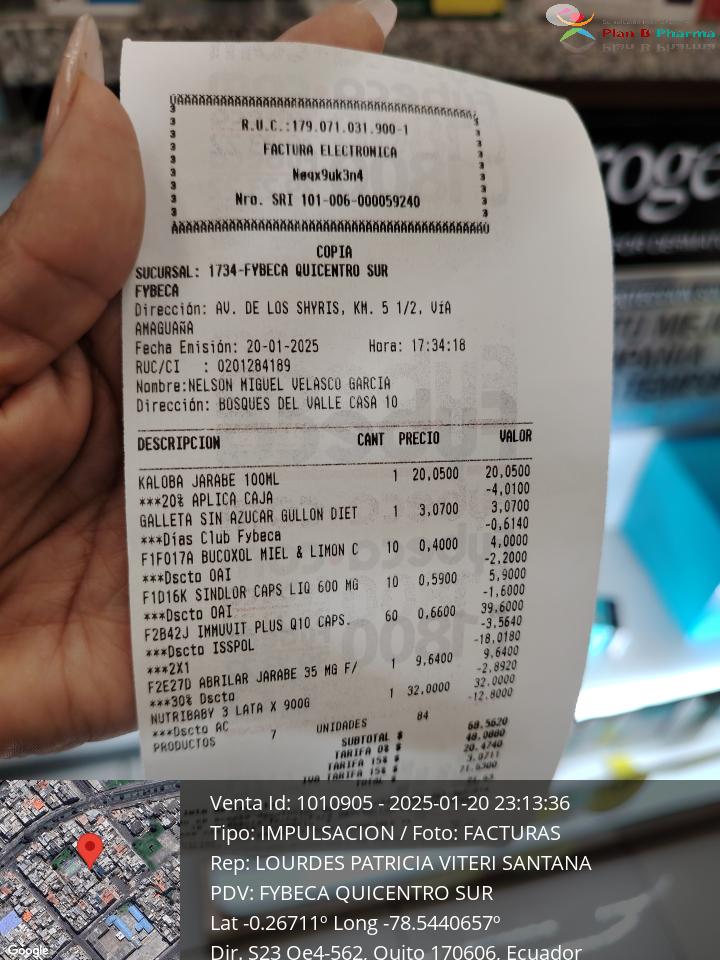 Plan B Pharma
R.U.C.:179.071.031.900-1
FACTURA ELECTRONICA
Nøqx9uk3n4
Nro. SRI 101-006-000059240
COPIA
SUCURSAL: 1734-FYBECA QUICENTRO SUR
FYBECA
Dirección: AV. DE LOS SHYRIS, KM. 5 1/2, VíA
AMAGUAñA
Fecha Emisión: 20-01-2025 Hora: 17:34:18
RUC/CI : 0201284189
Nombre:NELSON MIGUEL VELASCO GARCIA
Dirección: BOSQUES DEL VALLE CASA 10
DESCRIPCION CANT PRECIO VALOR
KALOBA JARABE 100ML 1 20,0500 20,0500
***20% APLICA CAJA -4,0100
GALLETA SIN AZUCAR GULLON DIET 1 3,0700 3,0700
***Días Club Fybeca -0,6140
F1F017A BUCOXOL MIEL & LIMON C 10 0,4000 4,0000
***Dscto OAI -2,2000
F1D16K SINDLOR CAPS LIQ 600 MG 10 0,5900 5,9000
***Dscto OAI -1,6000
F2B42J IMMUVIT PLUS Q10 CAPS. 60 0,6600 39,6000
***Dscto ISSPOL -3,5640
***2X1 -18,0180
F2E27D ABRILAR JARABE 35 MG F/ 1 9,6400 9,6400
***30% Dscto -2,8920
NUTRIBABY 3 LATA X 900G 1 32,0000 32,0000
***Dscto AC -12,8000
PRODUCTOS 7 UNIDADES 84
SUBTOTAL $ 68,5620
TARIFA 0% $ 48,0880
TARIFA 15% $ 20,4740
IVA TARIFA 15% $ 3,0711
roge
Venta Id: 1010905 - 2025-01-20 23:13:36
Tipo: IMPULSACION / Foto: FACTURAS
Rep: LOURDES PATRICIA VITERI SANTANA
PDV: FYBECA QUICENTRO SUR
Lat -0.26711º Long -78.5440657º
Dir. S23 Oe4-562, Quito 170606, Ecuador
Google